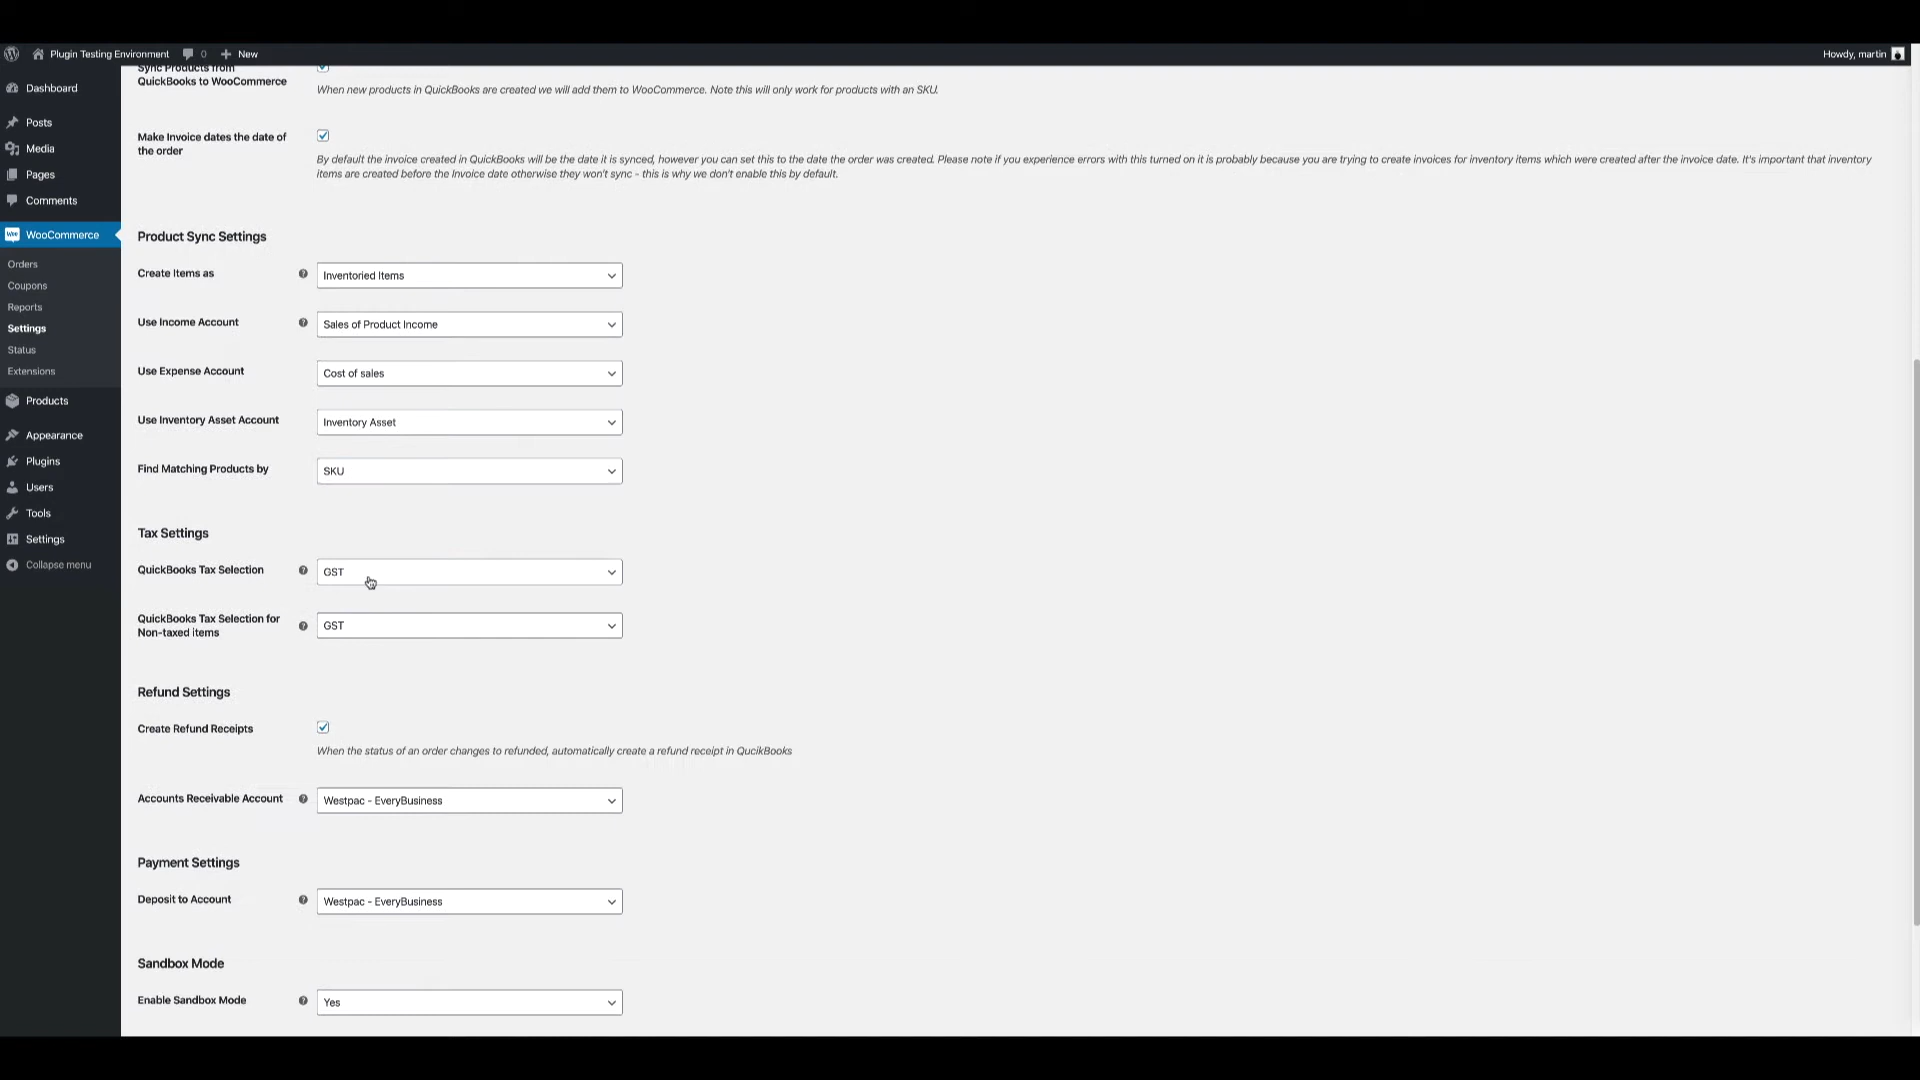 Plugin Testing Environment 0 New Howdy, martin
Dashboard
Posts
Media
Pages
Comments
WooCommerce
Orders
Coupons
Reports
Settings
Status
Extensions
Products
Appearance
Plugins
Users
Tools
Settings
Collapse menu
Sync Products from
QuickBooks to WooCommerce
When new products in QuickBooks are created we will add them to WooCommerce. Note this will only work for products with an SKU.
Make Invoice dates the date of
the order
By default the invoice created in QuickBooks will be the date it is synced, however you can set this to the date the order was created. Please note if you experience errors with this turned on it is probably because you are trying to create invoices for inventory items which were created after the invoice date. It's important that inventory
items are created before the Invoice date otherwise they won't sync - this is why we don't enable this by default.
Product Sync Settings
Create Items as Inventoried Items
Use Income Account Sales of Product Income
Use Expense Account Cost of sales
Use Inventory Asset Account Inventory Asset
Find Matching Products by SKU
Tax Settings
QuickBooks Tax Selection GST
QuickBooks Tax Selection for
Non-taxed items GST
Refund Settings
Create Refund Receipts
When the status of an order changes to refunded, automatically create a refund receipt in QucikBooks
Accounts Receivable Account Westpac - EveryBusiness
Payment Settings
Deposit to Account Westpac - EveryBusiness
Sandbox Mode
Enable Sandbox Mode Yes